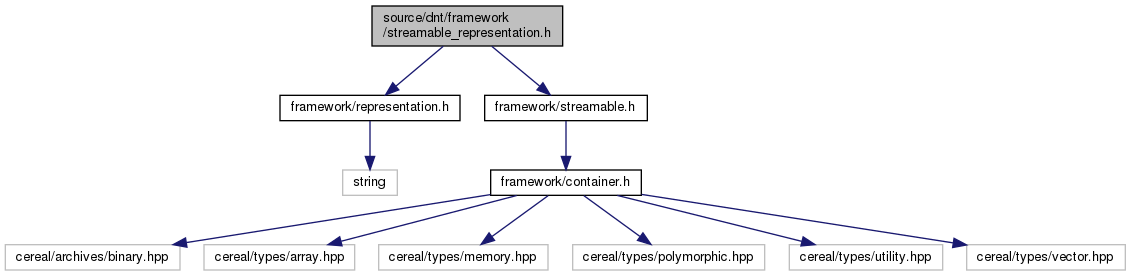 source/dnt/framework
/streamable_representation.h
framework/representation.h
framework/streamable.h
string
framework/container.h
cereal/archives/binary.hpp
cereal/types/array.hpp
cereal/types/memory.hpp
cereal/types/polymorphic.hpp
cereal/types/utility.hpp
cereal/types/vector.hpp